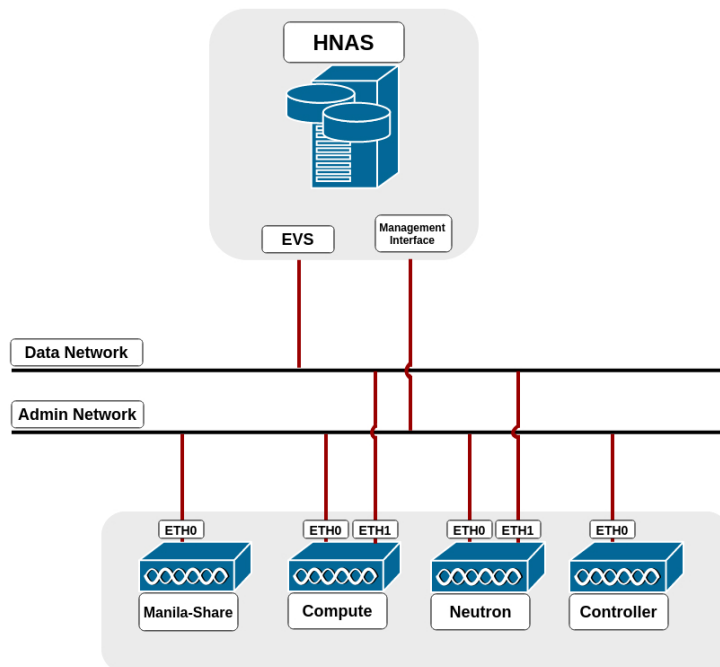 HNAS
EVS
Management
Interface
Data Network
Admin Network
ETH0
ETH0
ETH1
ETH0
ETH1
ETH0
Manila-Share
Compute
Neutron
Controller